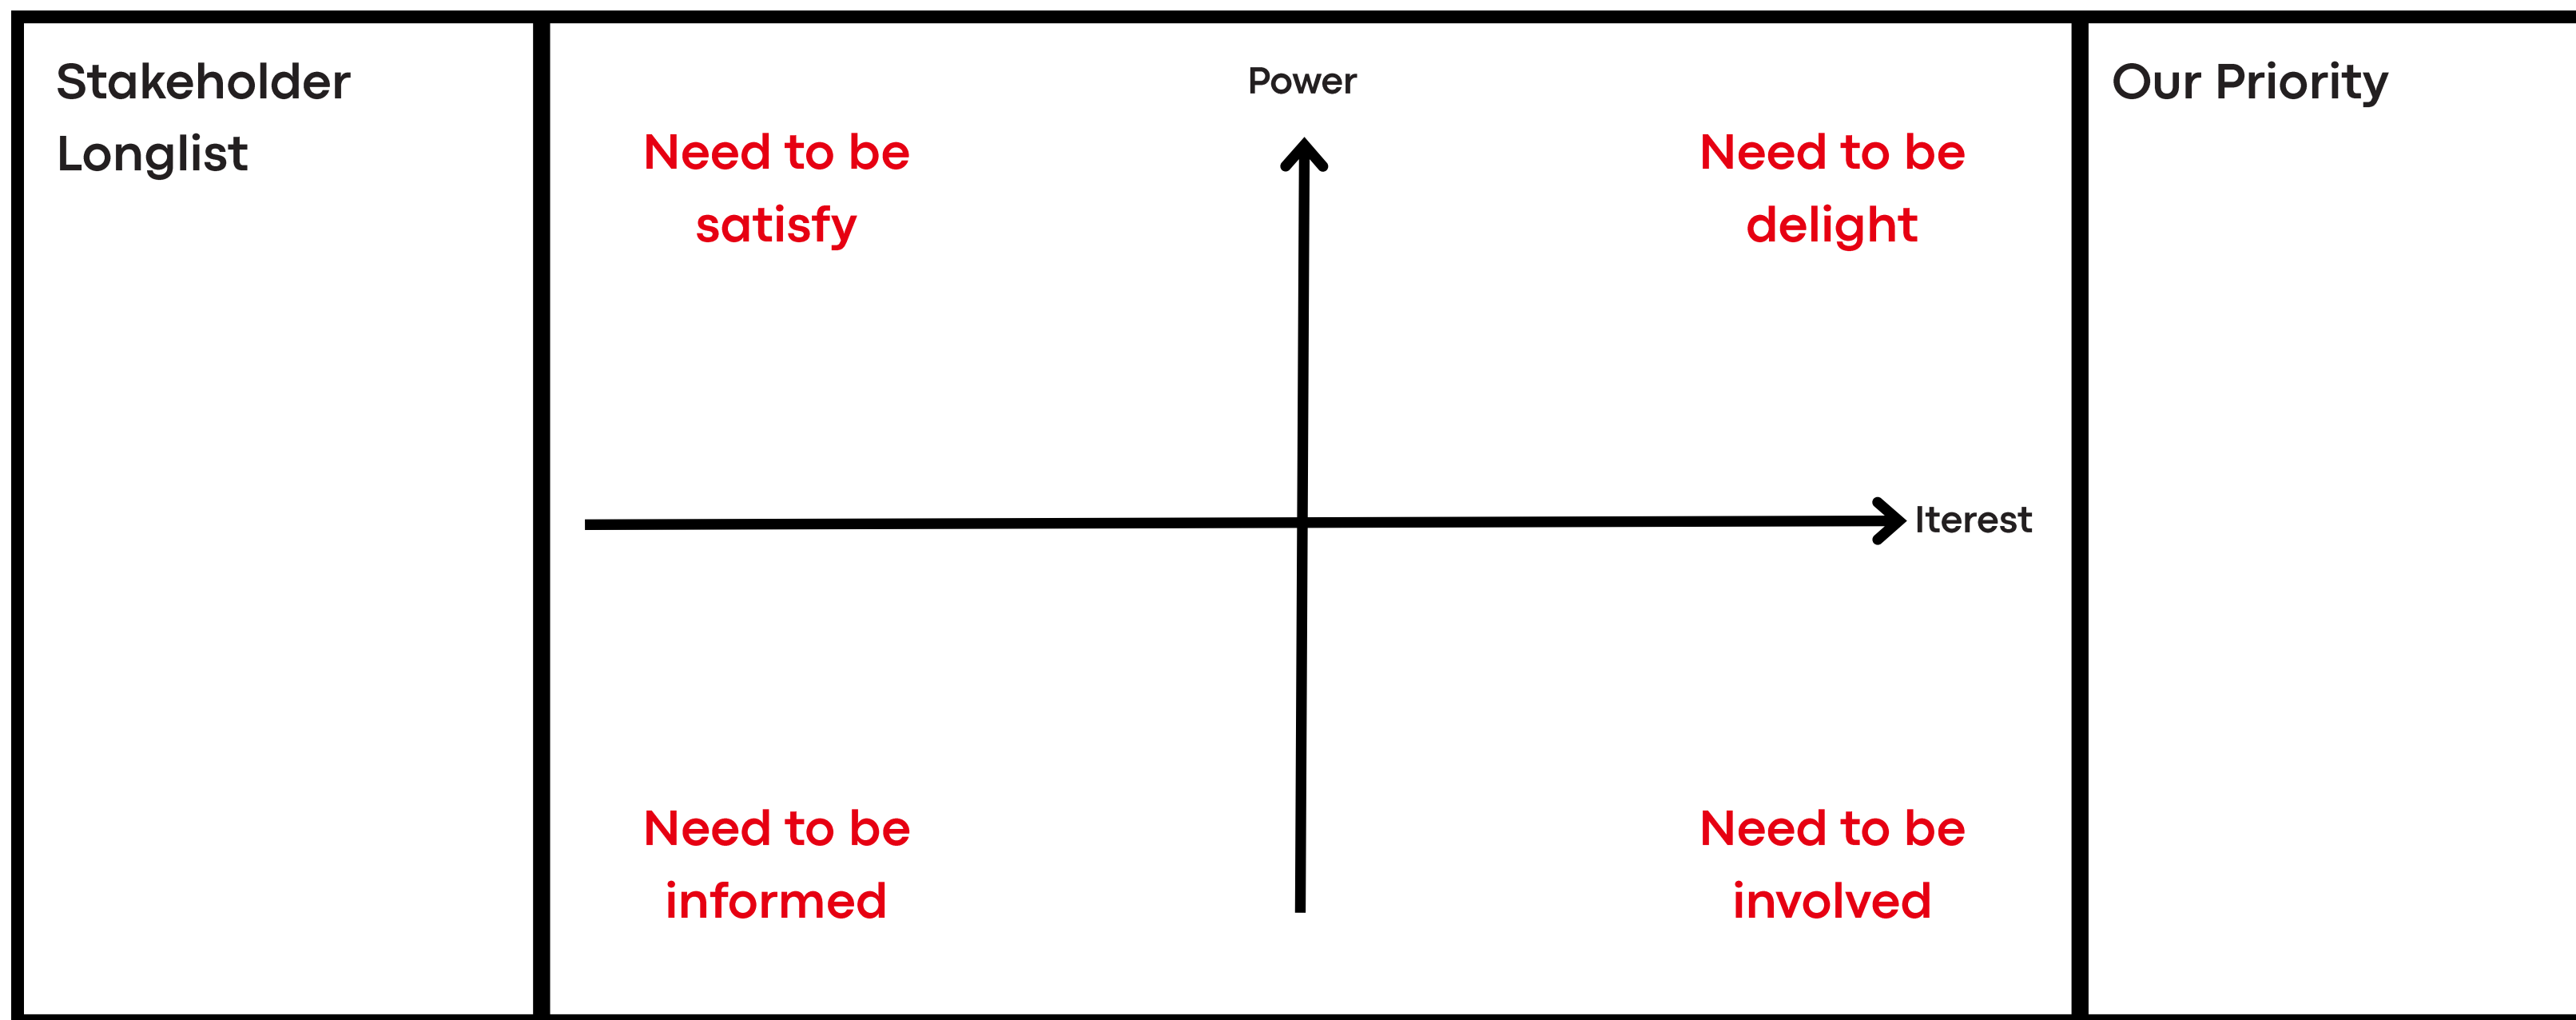 Stakeholder
Longlist
Power
Need to be
satisfy
Need to be
delight
Iterest
Need to be
informed
Need to be
involved
Our Priority